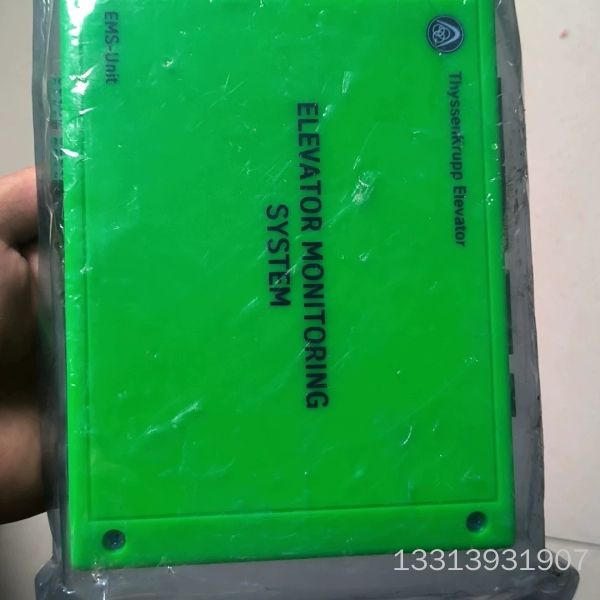 ThyssenKrupp Elevator
ELEVATOR MONITORING
SYSTEM
EMS-Unit
13313931907